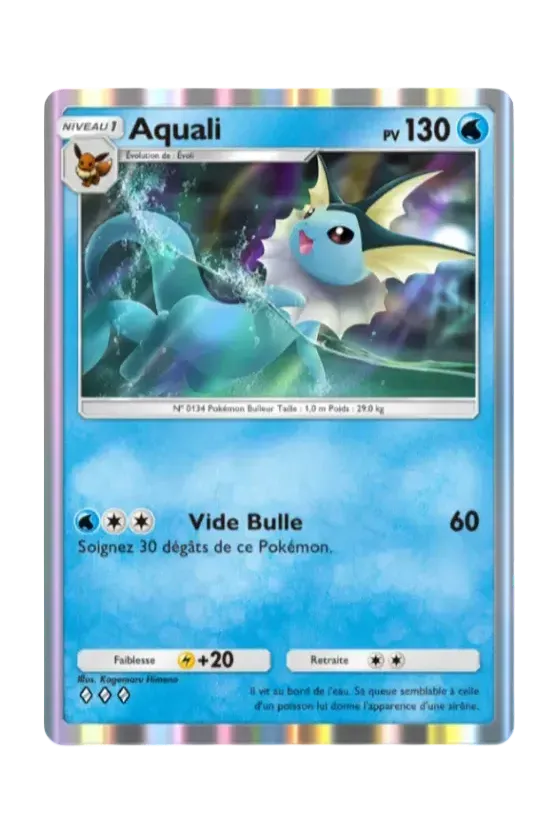 NIVEAU 1 Aquali PV 130
Évolution de : Évoli
N° 0134 Pokémon Bulleur Taille : 1,0 m Poids : 29.0 kg
Vide Bulle 60
Soignez 30 dégâts de ce Pokémon.
Faiblesse +20 Retraite
Illus. Kagemaru Himeno
Il vit au bord de l'eau. Sa queue semblable à celle
d'un poisson lui donne l'apparence d'une sirène.